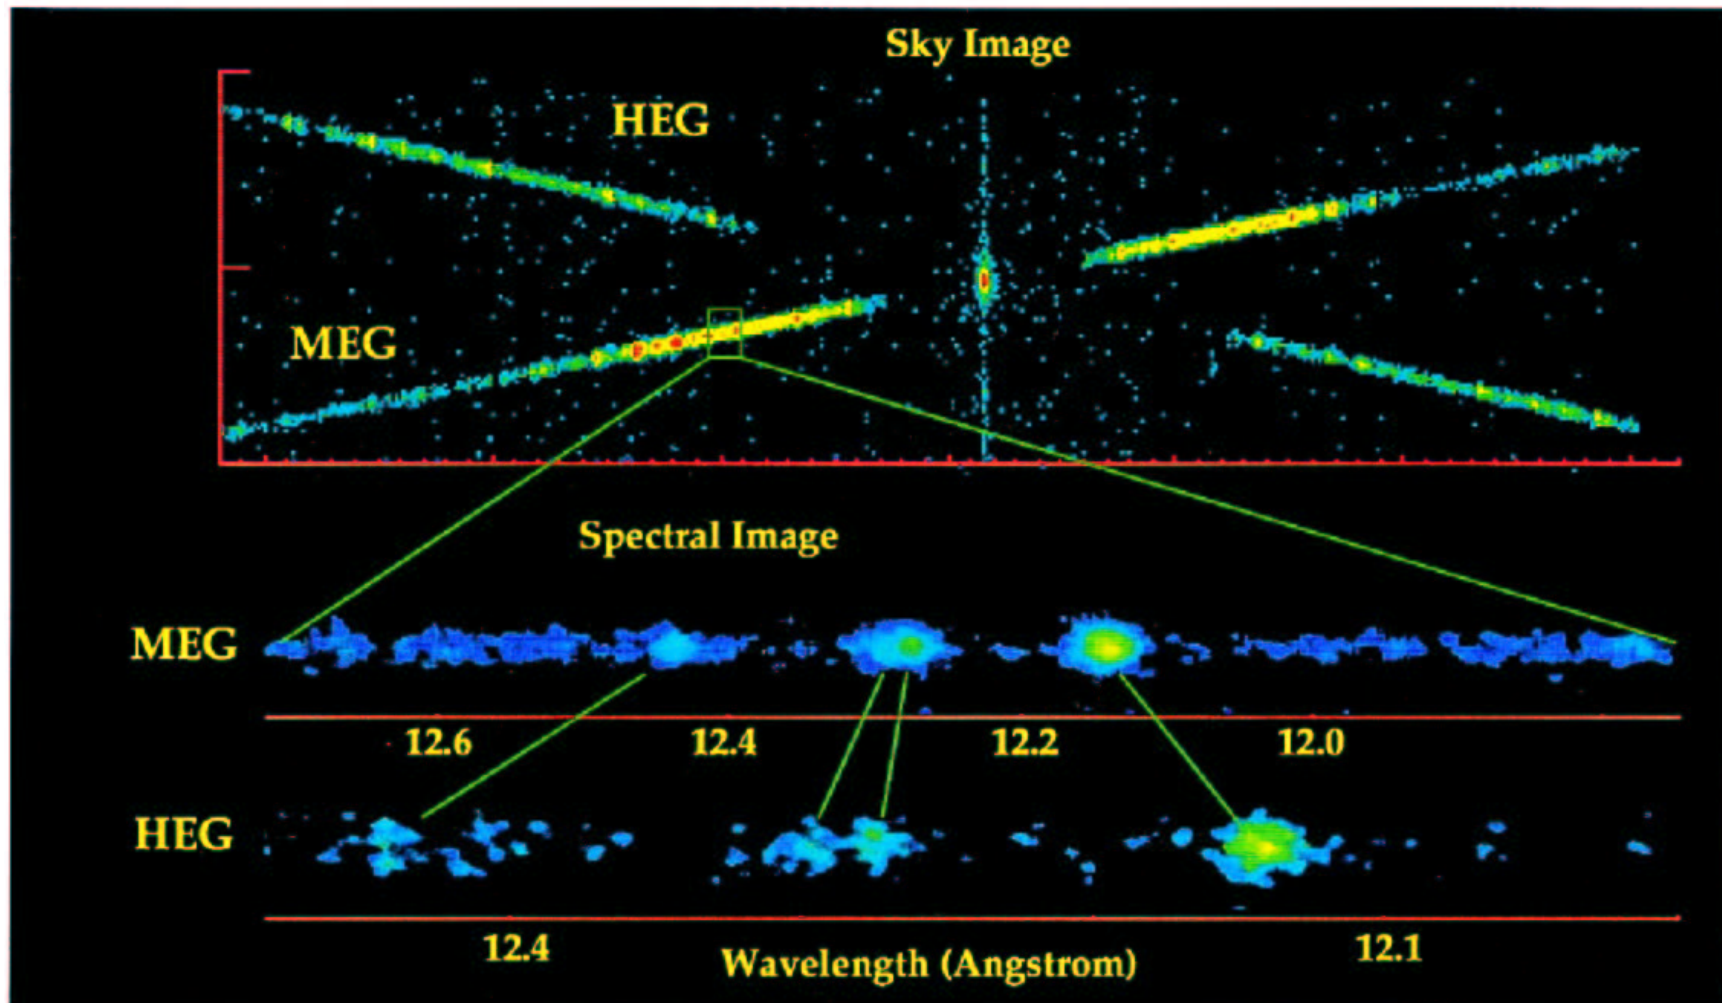 Sky Image
HEG
MEG
Spectral Image
MEG
12.6 12.4 12.2 12.0
HEG
12.4 12.1
Wavelength (Angstrom)